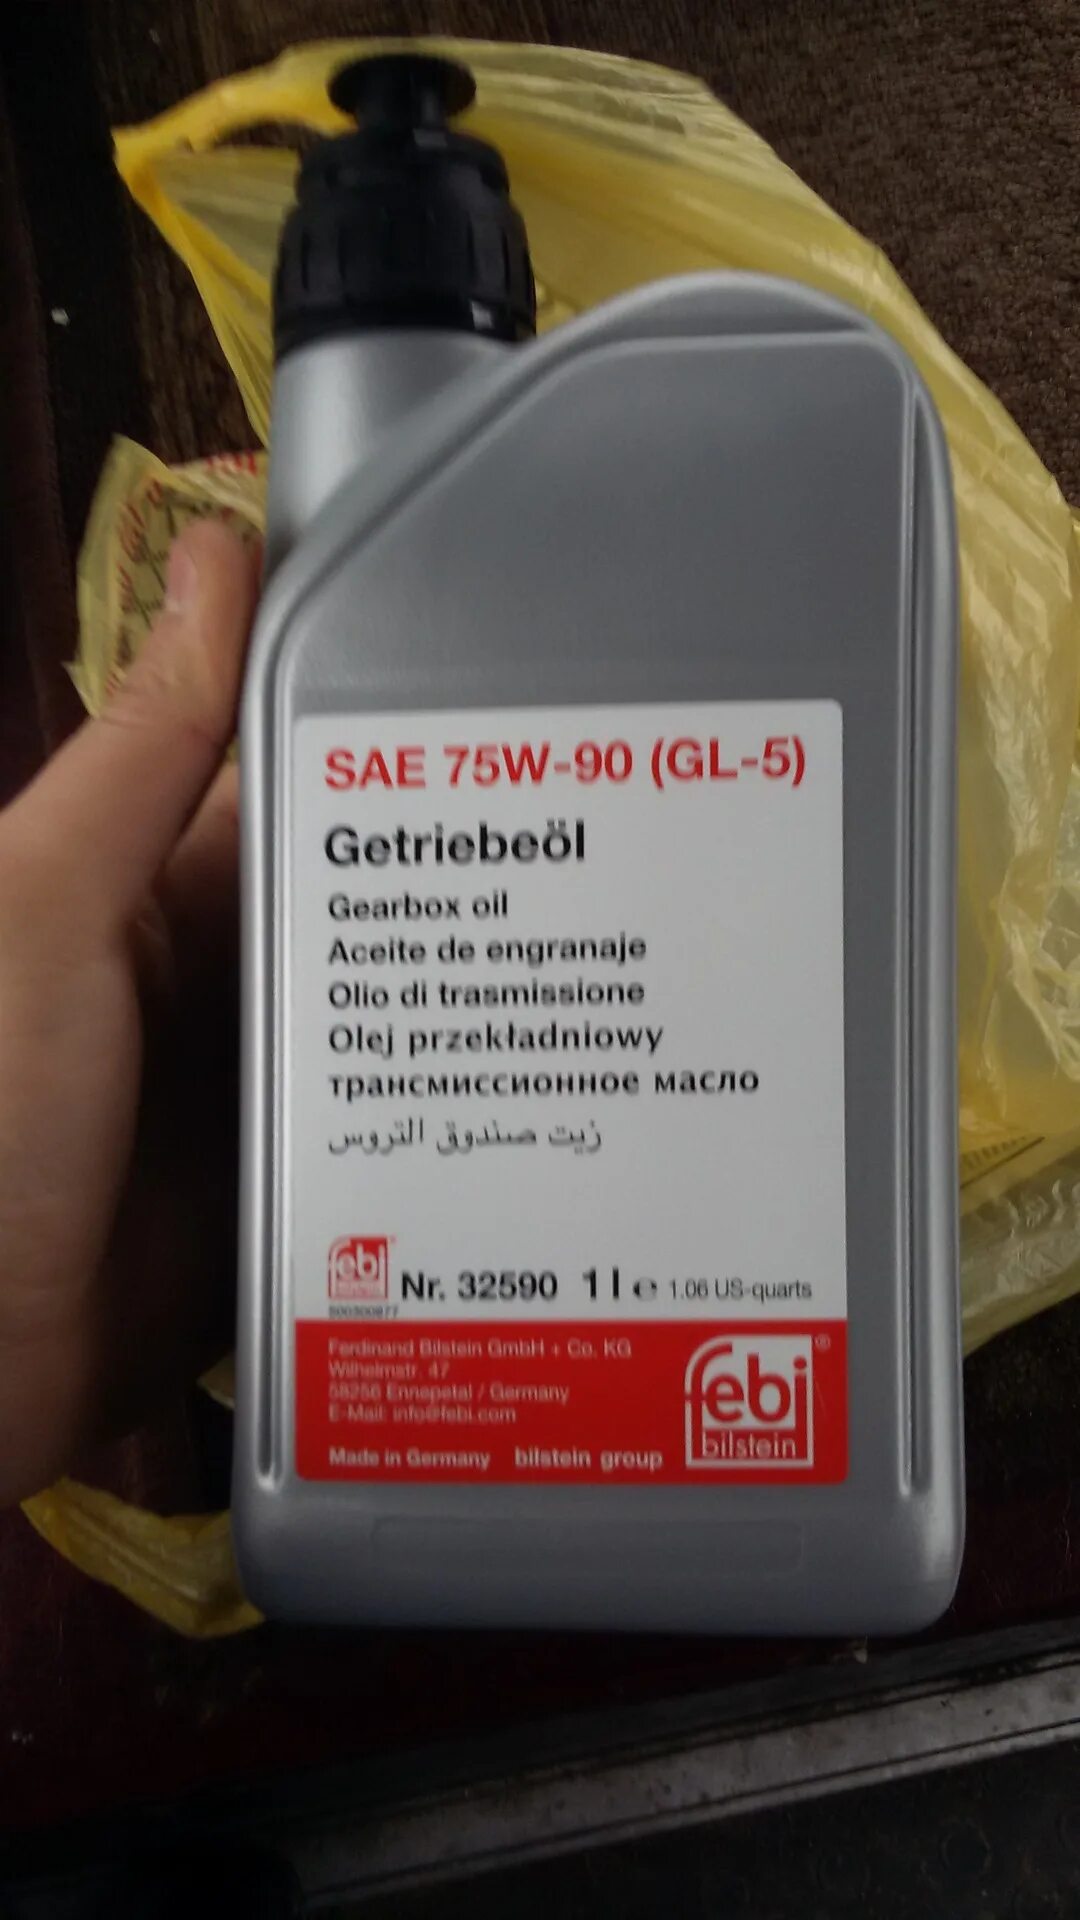 SAE 75W-90 (GL-5)
Getriebeöl
Gearbox oil
Aceite de engranaje
Olio di trasmissione
Olej przekładniowy
трансмиссионное масло
زيت صندوق التروس
febi Nr. 32590 1 l e 1.06 US-quarts
Ferdinand Bilstein GmbH + Co. KG
Wilhelmstr. 47
58256 Ennepetal / Germany
E-Mail: info@febi.com
Made in Germany bilstein group
febi®
bilstein